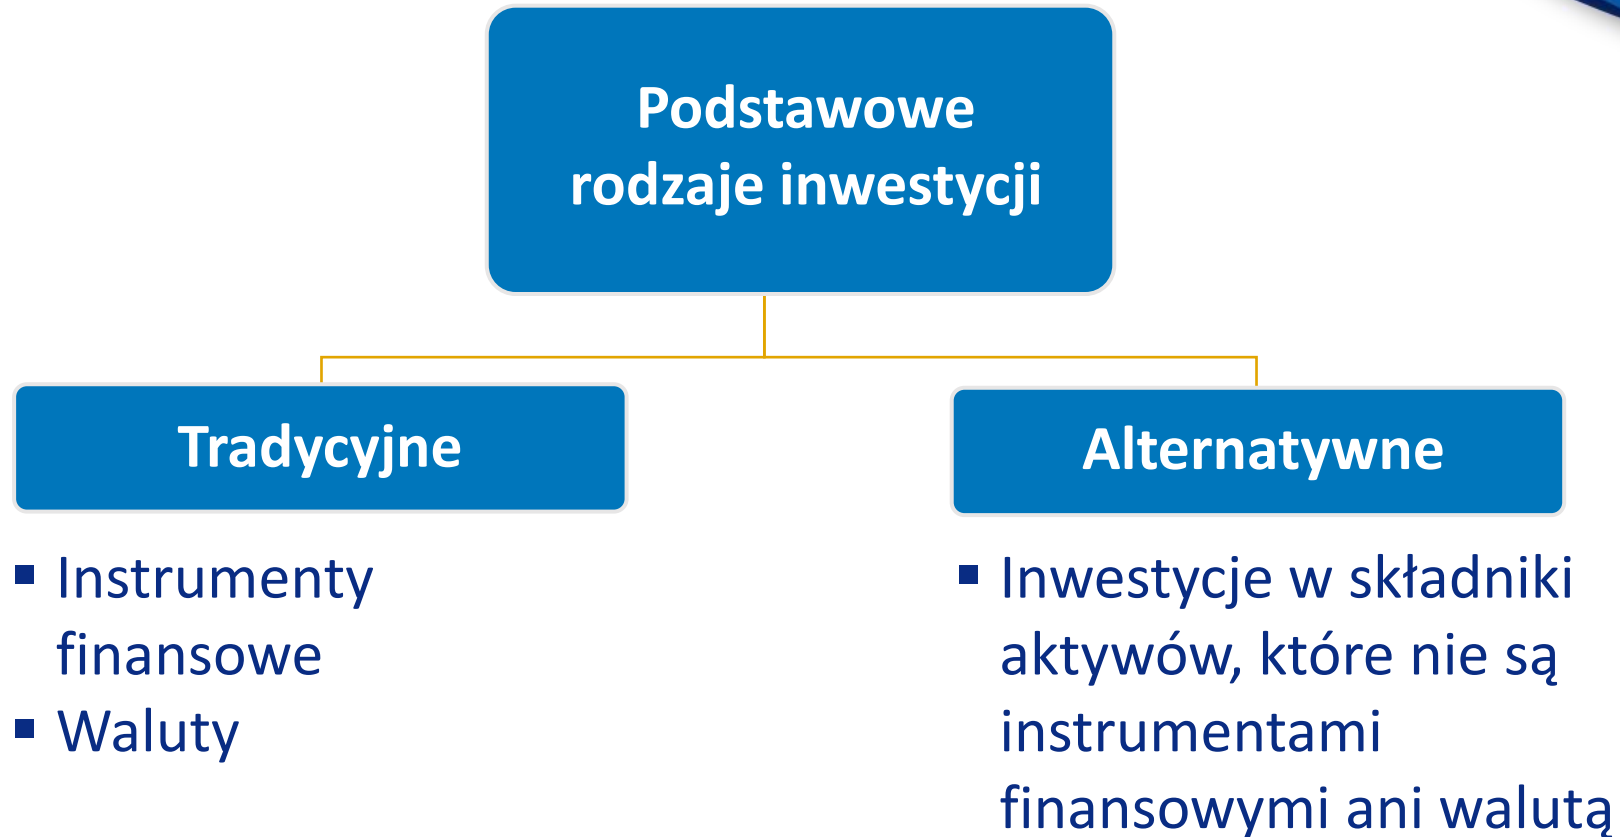 Podstawowe
rodzaje inwestycji
Tradycyjne
Alternatywne
▪ Instrumenty
finansowe
▪ Waluty
▪ Inwestycje w składniki
aktywów, które nie są
instrumentami
finansowymi ani walutą